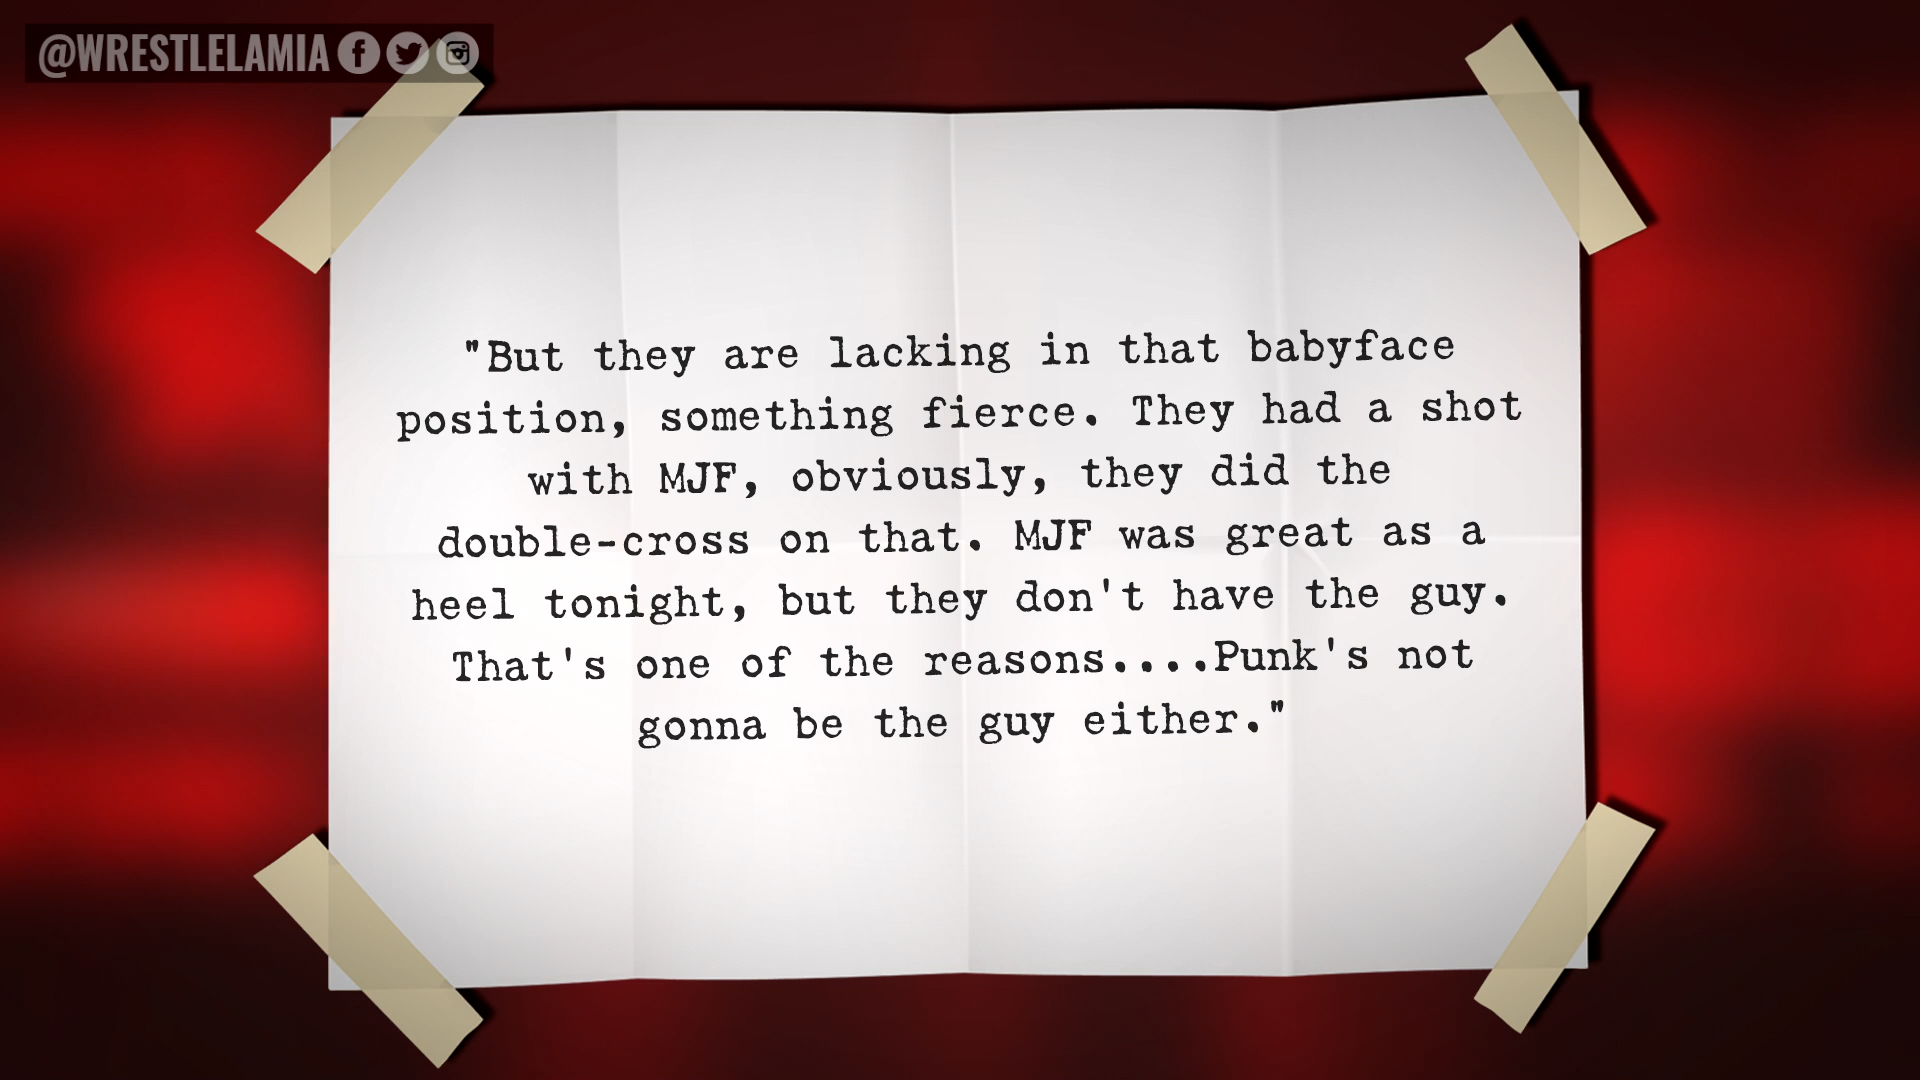 @WRESTLELAMIA
"But they are lacking in that babyface
position, something fierce. They had a shot
with MJF, obviously, they did the
double-cross on that. MJF was great as a
heel tonight, but they don't have the guy.
That's one of the reasons....Punk's not
gonna be the guy either."